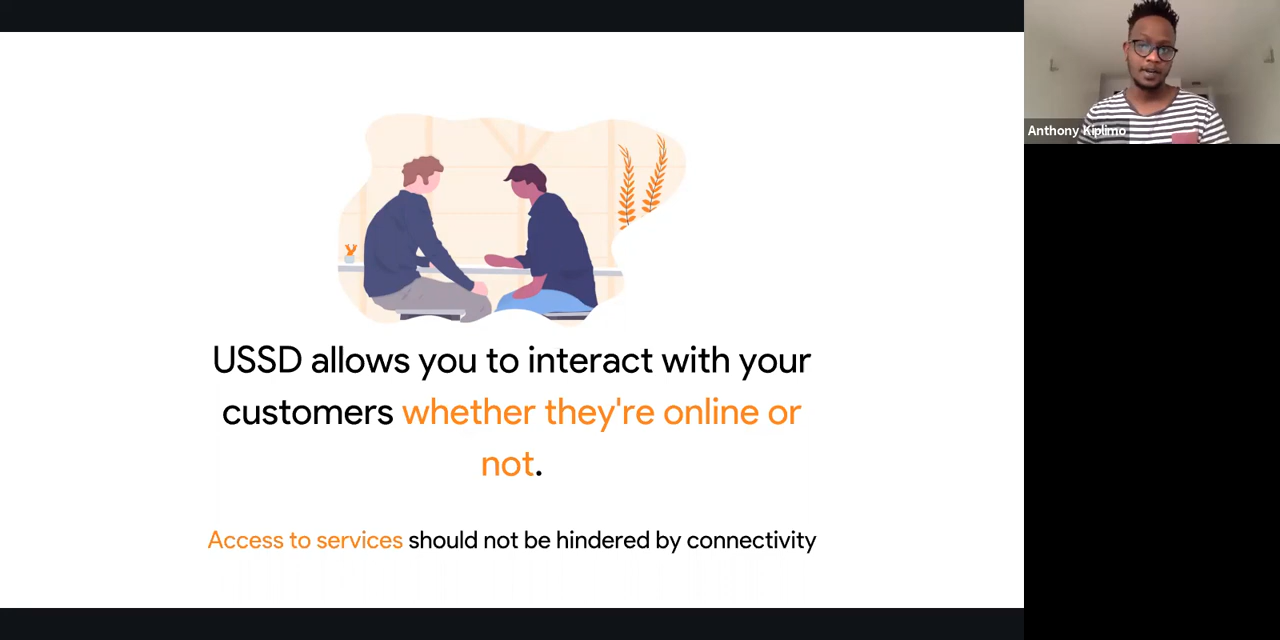 Anthony Kiplimo
USSD allows you to interact with your
customers whether they're online or
not.
Access to services should not be hindered by connectivity